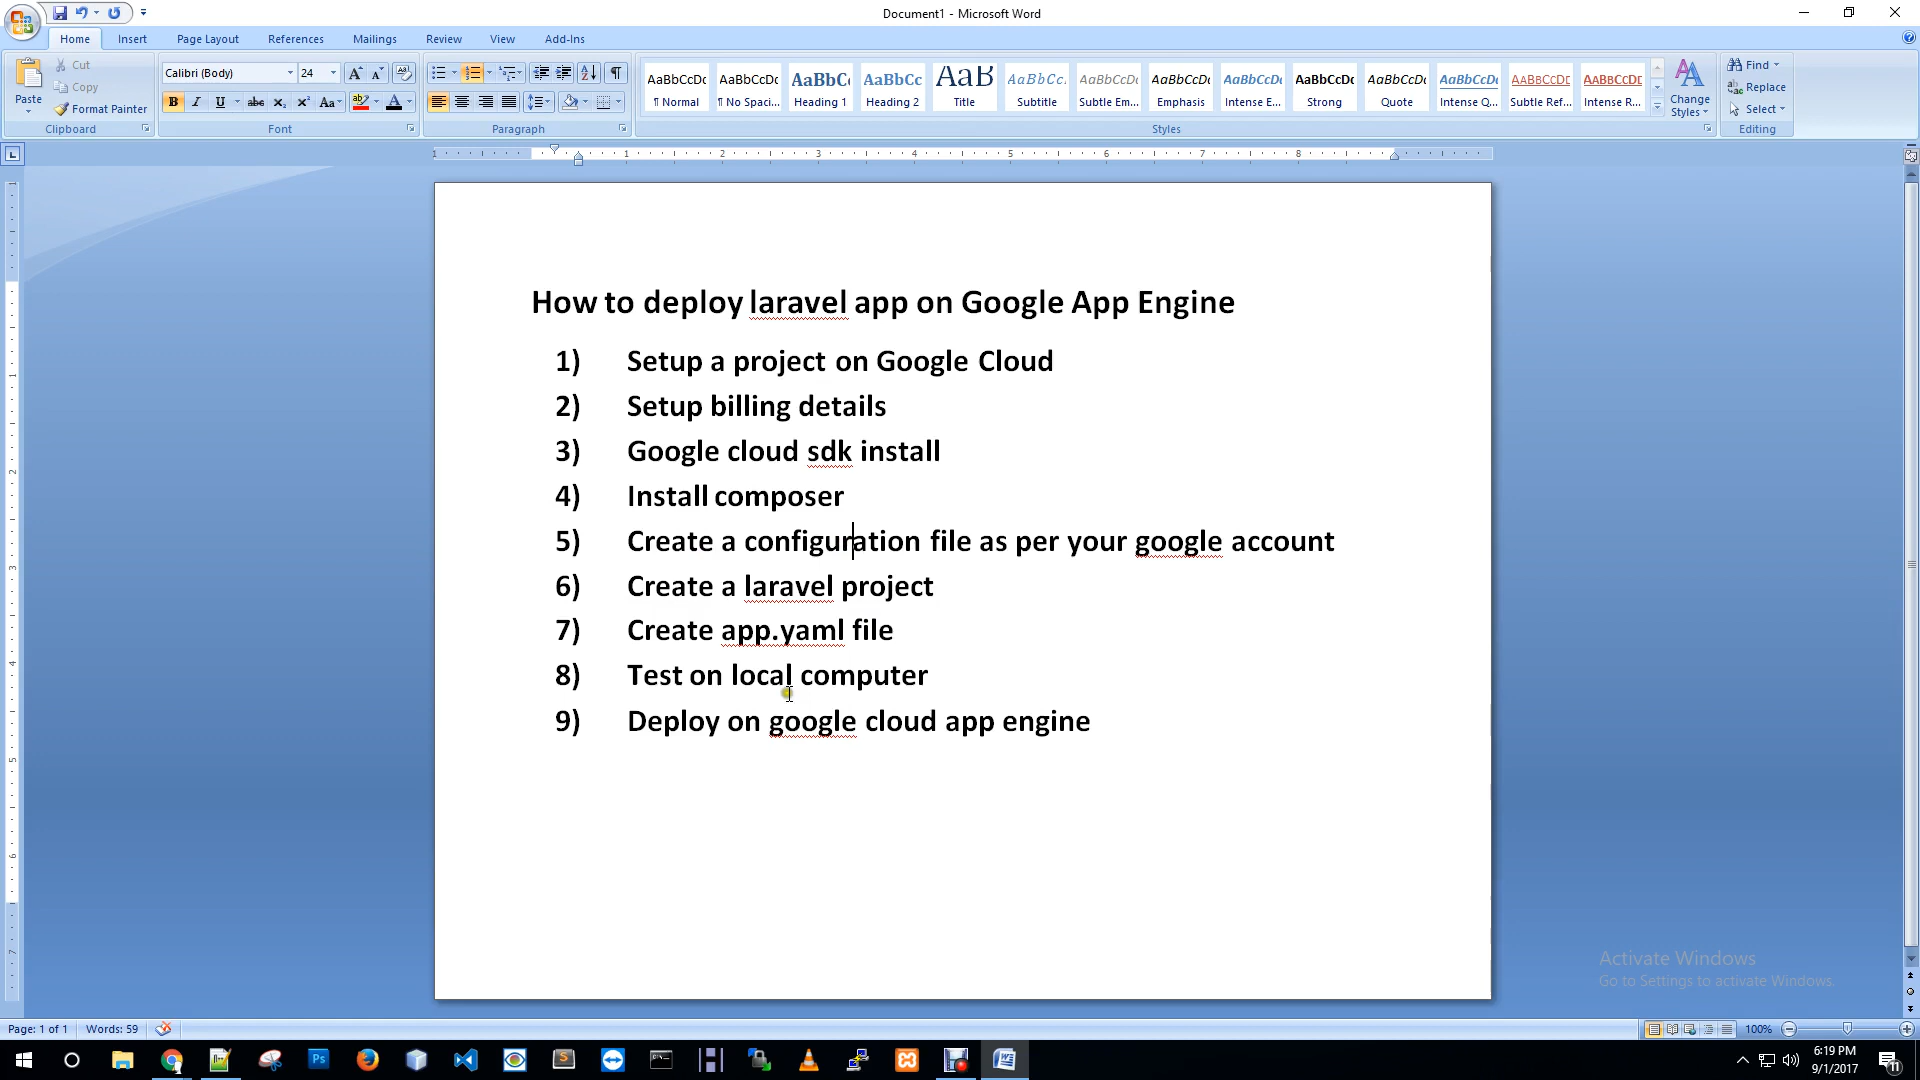 Document1 - Microsoft Word
Home Insert Page Layout References Mailings Review View Add-Ins
Paste
Cut
Copy
Format Painter
Clipboard
Calibri (Body) 24
Font
Paragraph
AaBbCcDc AaBbCcDc AaBbC AaBbCc AaB AaBbCc. AaBbCcDc AaBbCcDc AaBbCcDc AaBbCcDc AaBbCcDc AaBbCcDc AABBCCDE AABBCCDE
¶ Normal ¶ No Spaci... Heading 1 Heading 2 Title Subtitle Subtle Em... Emphasis Intense E... Strong Quote Intense Q... Subtle Ref... Intense R...
Change
Styles
Styles
Find
Replace
Select
Editing
How to deploy laravel app on Google App Engine
1) Setup a project on Google Cloud
2) Setup billing details
3) Google cloud sdk install
4) Install composer
5) Create a configuration file as per your google account
6) Create a laravel project
7) Create app.yaml file
8) Test on local computer
9) Deploy on google cloud app engine
Activate Windows
Go to Settings to activate Windows.
Page: 1 of 1 Words: 59 100%
6:19 PM
9/1/2017